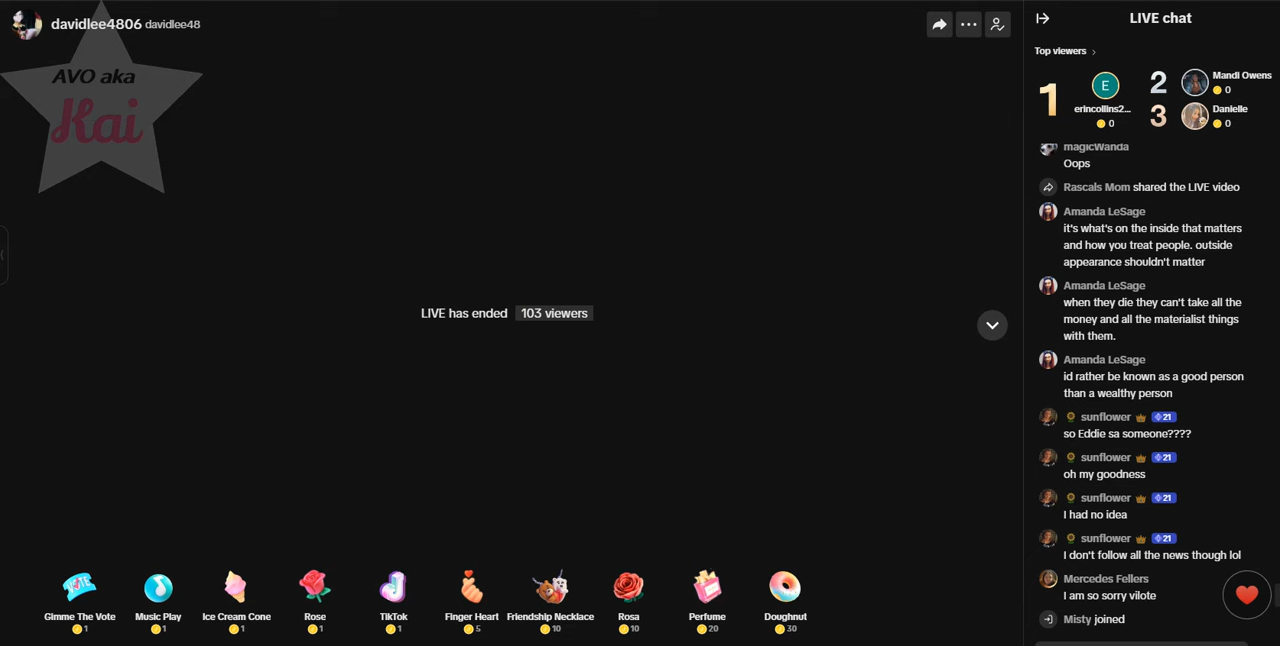 davidlee4806 davidlee48
AVO aka
Kai
LIVE has ended 103 viewers
Gimme The Vote
1
Music Play
1
Ice Cream Cone
1
Rose
1
TikTok
1
Finger Heart
5
Friendship Necklace
10
Rosa
10
Perfume
20
Doughnut
30
LIVE chat
Top viewers >
1
E
erincollins2...
0
2
Mandi Owens
0
3
Danielle
0
magicWanda
Oops
Rascals Mom shared the LIVE video
Amanda LeSage
it's what's on the inside that matters
and how you treat people. outside
appearance shouldn't matter
Amanda LeSage
when they die they can't take all the
money and all the materialist things
with them.
Amanda LeSage
id rather be known as a good person
than a wealthy person
sunflower 21
so Eddie sa someone????
sunflower 21
oh my goodness
sunflower 21
I had no idea
sunflower 21
I don't follow all the news though lol
Mercedes Fellers
I am so sorry vilote
Misty joined